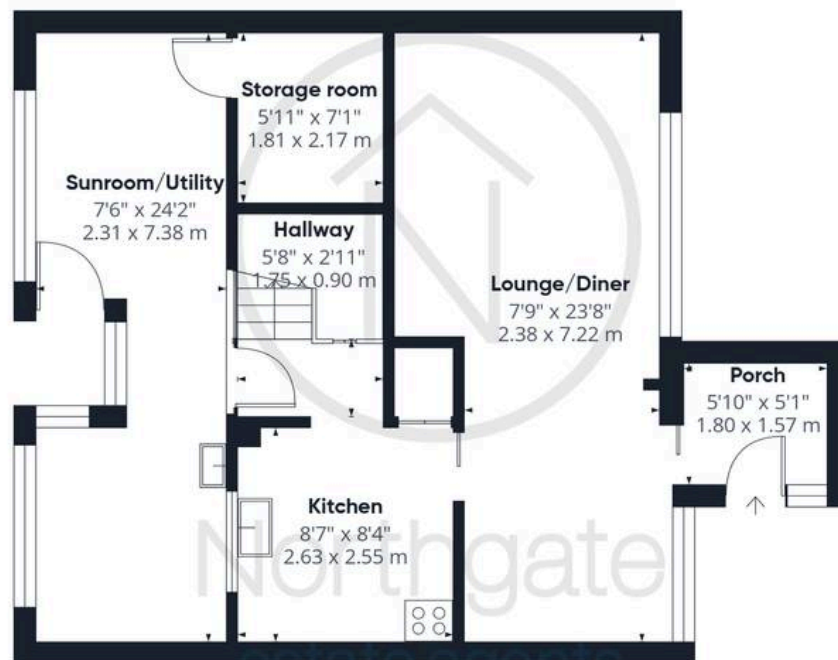 Storage room
5'11" x 7'1"
1.81 x 2.17 m
Sunroom/Utility
7'6" x 24'2"
2.31 x 7.38 m
Hallway
5'8" x 2'11"
1.75 x 0.90 m
Lounge/Diner
7'9" x 23'8"
2.38 x 7.22 m
Porch
5'10" x 5'1"
1.80 x 1.57 m
Kitchen
8'7" x 8'4"
2.63 x 2.55 m
Northgate
estate agents